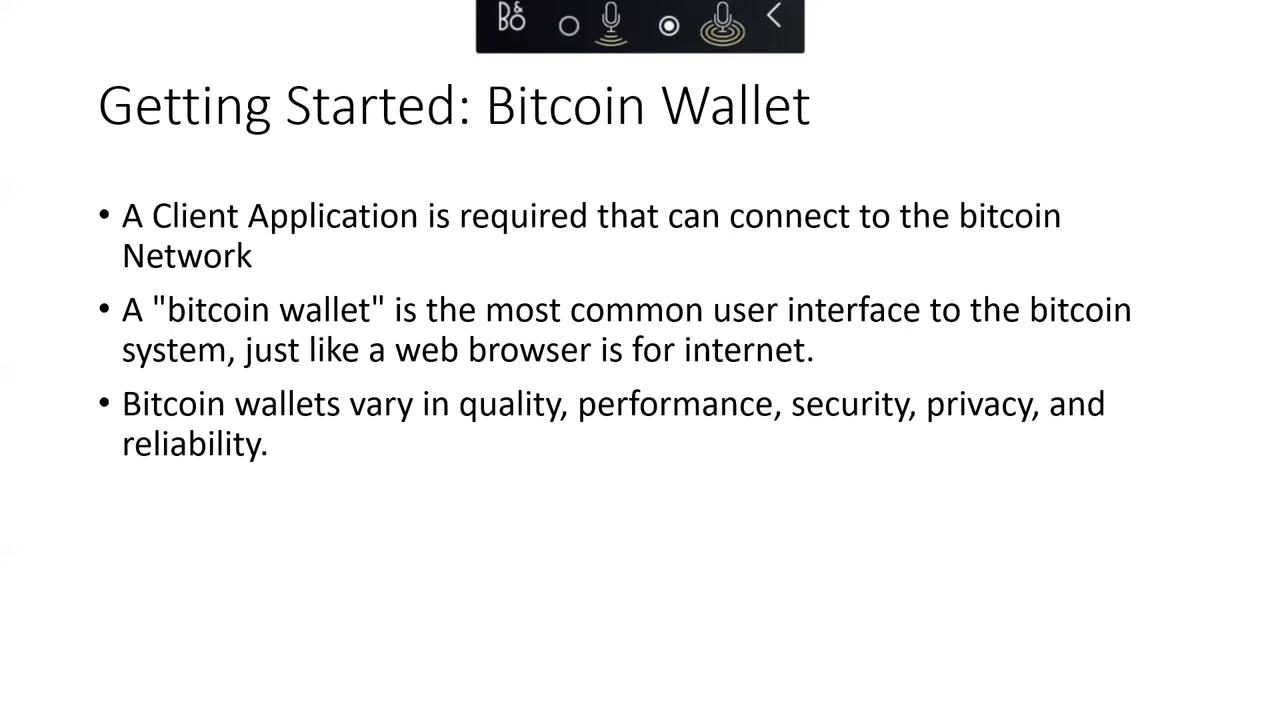 B&O
Getting Started: Bitcoin Wallet
• A Client Application is required that can connect to the bitcoin
Network
• A "bitcoin wallet" is the most common user interface to the bitcoin
system, just like a web browser is for internet.
• Bitcoin wallets vary in quality, performance, security, privacy, and
reliability.